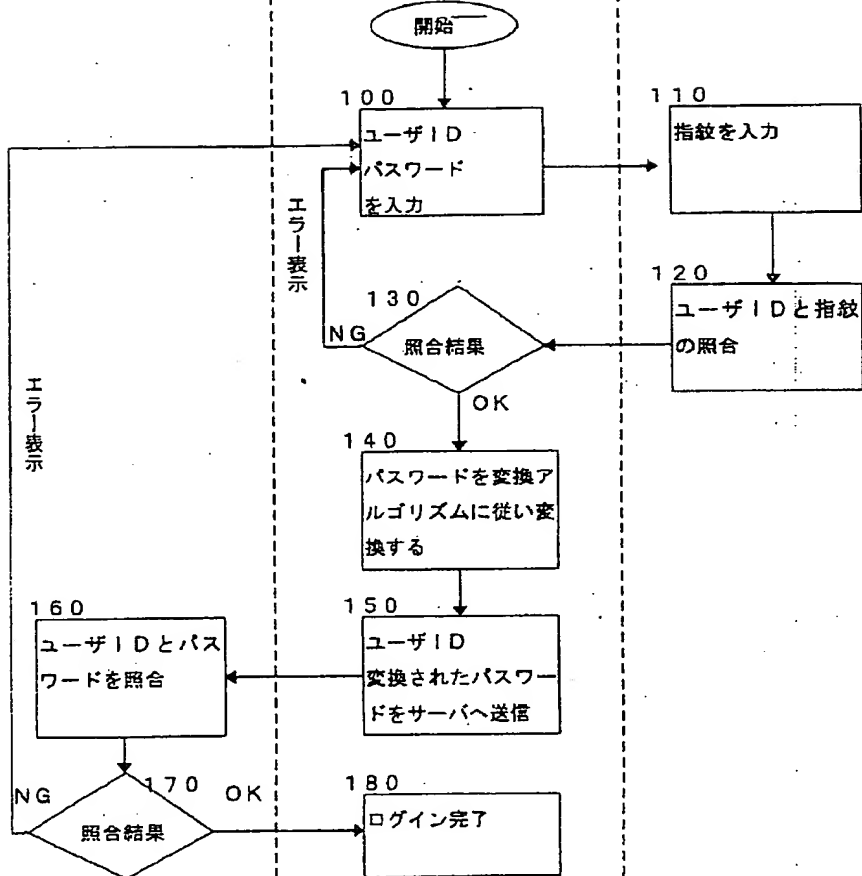 開始
100
ユーザID
パスワード
を入力
110
指紋を入力
エラー表示
120
ユーザIDと指紋
の照合
130
照合結果
NG
OK
エラー表示
140
パスワードを変換ア
ルゴリズムに従い変
換する
150
ユーザID
変換されたパスワー
ドをサーバへ送信
160
ユーザIDとパス
ワードを照合
170
照合結果
NG
OK
180
ログイン完了